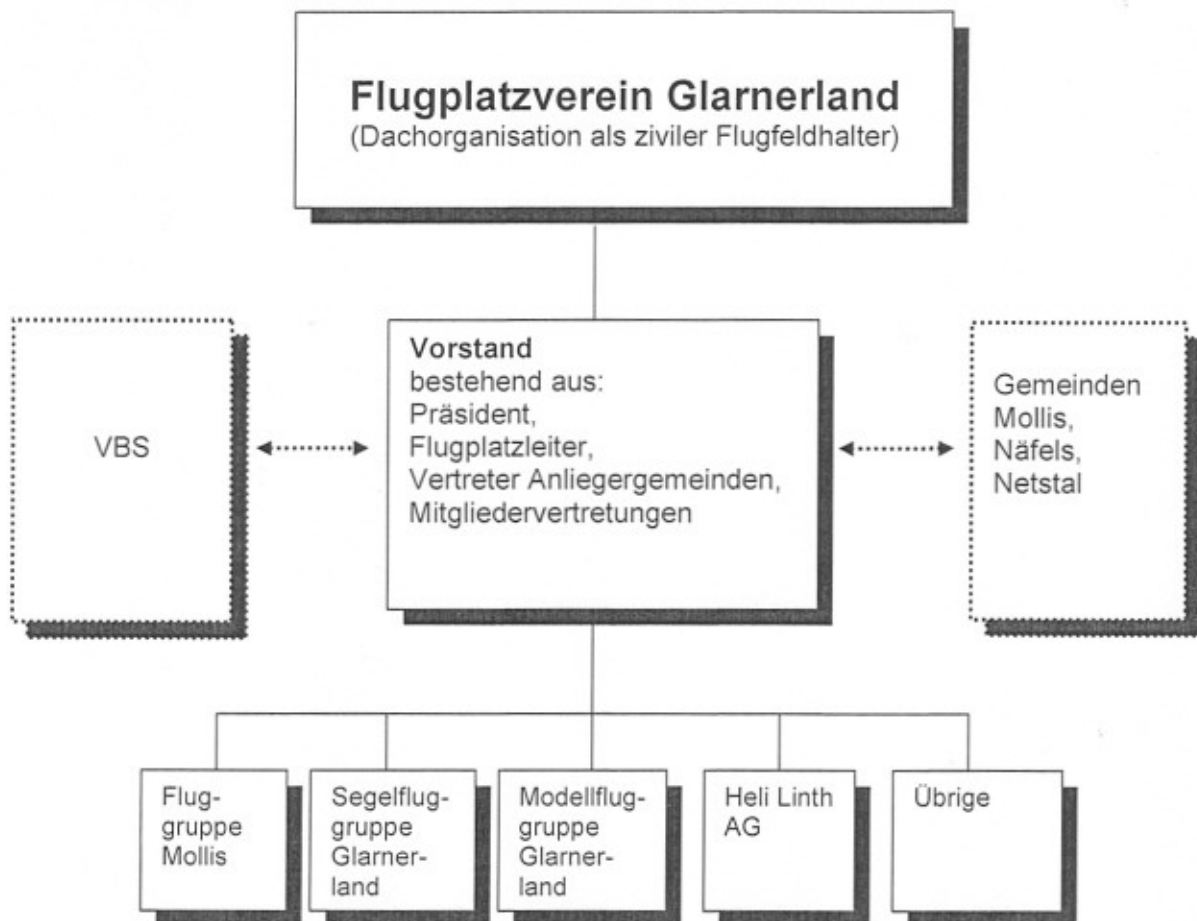 Flugplatzverein Glarnerland
(Dachorganisation als ziviler Flugfeldhalter)
VBS
Vorstand
bestehend aus:
Präsident,
Flugplatzleiter,
Vertreter Anliegergemeinden,
Mitgliedervertretungen
Gemeinden
Mollis,
Näfels,
Netstal
Flug-
gruppe
Mollis
Segelflug-
gruppe
Glarner-
land
Modellflug-
gruppe
Glarner-
land
Heli Linth
AG
Übrige